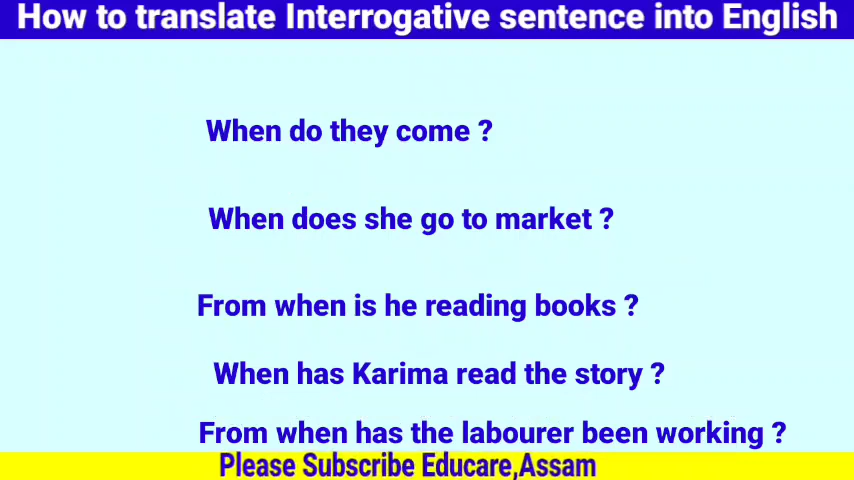 How to translate Interrogative sentence into English
When do they come ?
When does she go to market ?
From when is he reading books ?
When has Karima read the story ?
From when has the labourer been working ?
Please Subscribe Educare,Assam